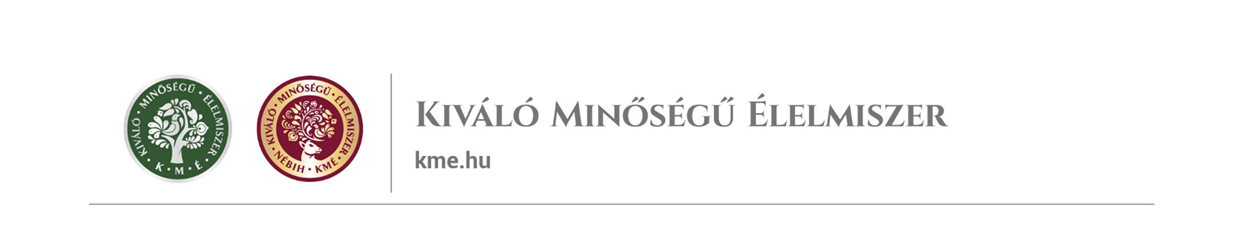 KIVÁLÓ · MINŐSÉGŰ · ÉLELMISZER
· K · M · É ·
KIVÁLÓ · MINŐSÉGŰ · ÉLELMISZER
· NÉBIH · KMÉ ·
KIVÁLÓ MINŐSÉGŰ ÉLELMISZER
kme.hu